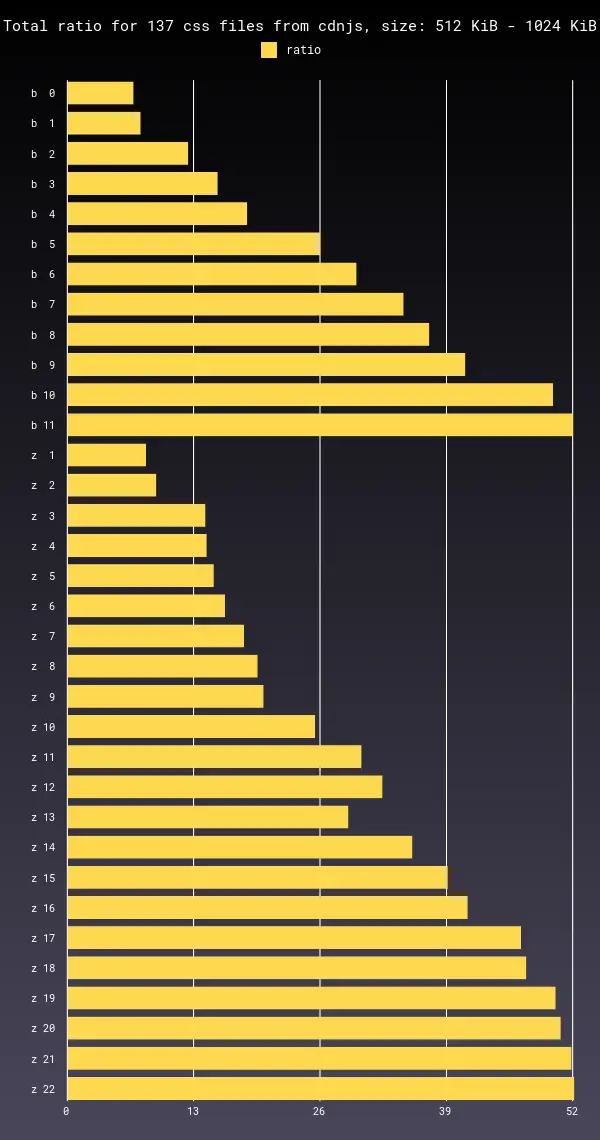 Total ratio for 137 css files from cdnjs, size: 512 KiB - 1024 KiB
ratio
b 0
b 1
b 2
b 3
b 4
b 5
b 6
b 7
b 8
b 9
b 10
b 11
z 1
z 2
z 3
z 4
z 5
z 6
z 7
z 8
z 9
z 10
z 11
z 12
z 13
z 14
z 15
z 16
z 17
z 18
z 19
z 20
z 21
z 22
0 13 26 39 52